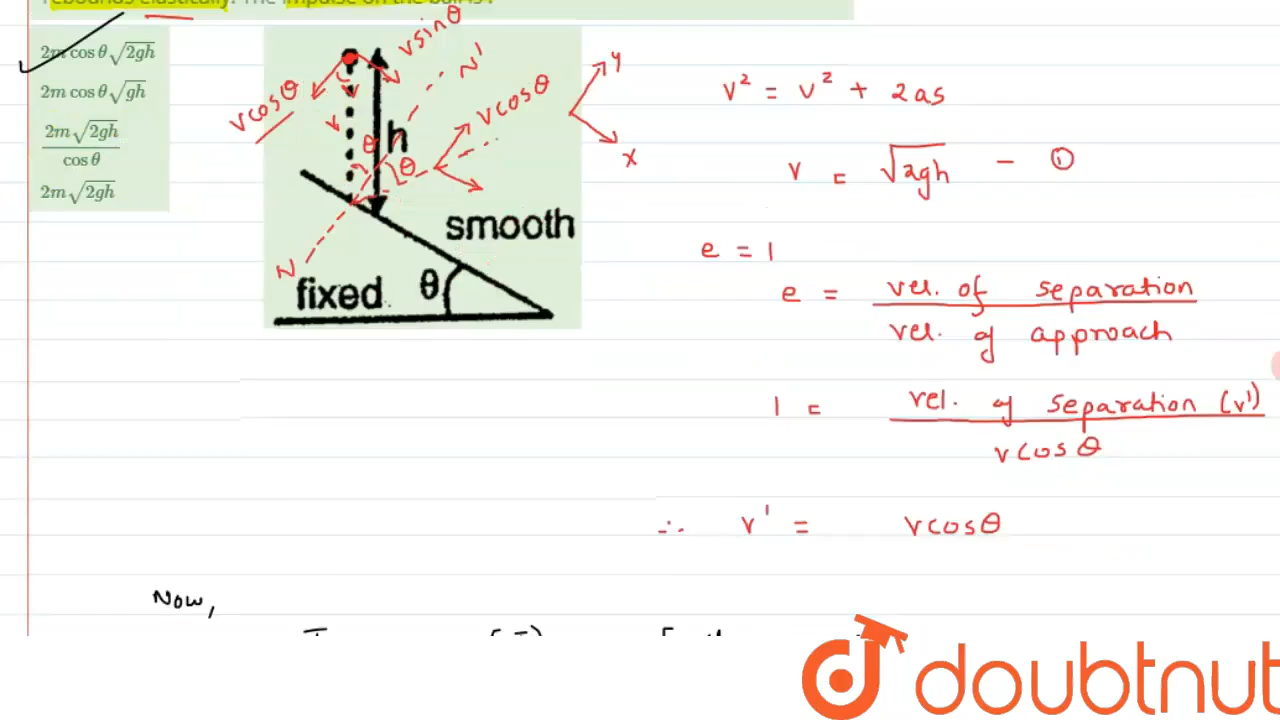 rebounds elastically. The impulse on the ball is :
2m cos θ √2gh
2m cos θ √gh
2m √2gh
cos θ
2m √2gh
v cosθ
v sinθ
N'
v
θ
h
θ
v cosθ
y
x
N
smooth
fixed
θ
v² = v² + 2as
v = √2gh - ①
e = 1
e = vel. of separation
vel. of approach
1 = vel. of separation (v')
v cosθ
∴ v' = v cosθ
Now,
doubtnut